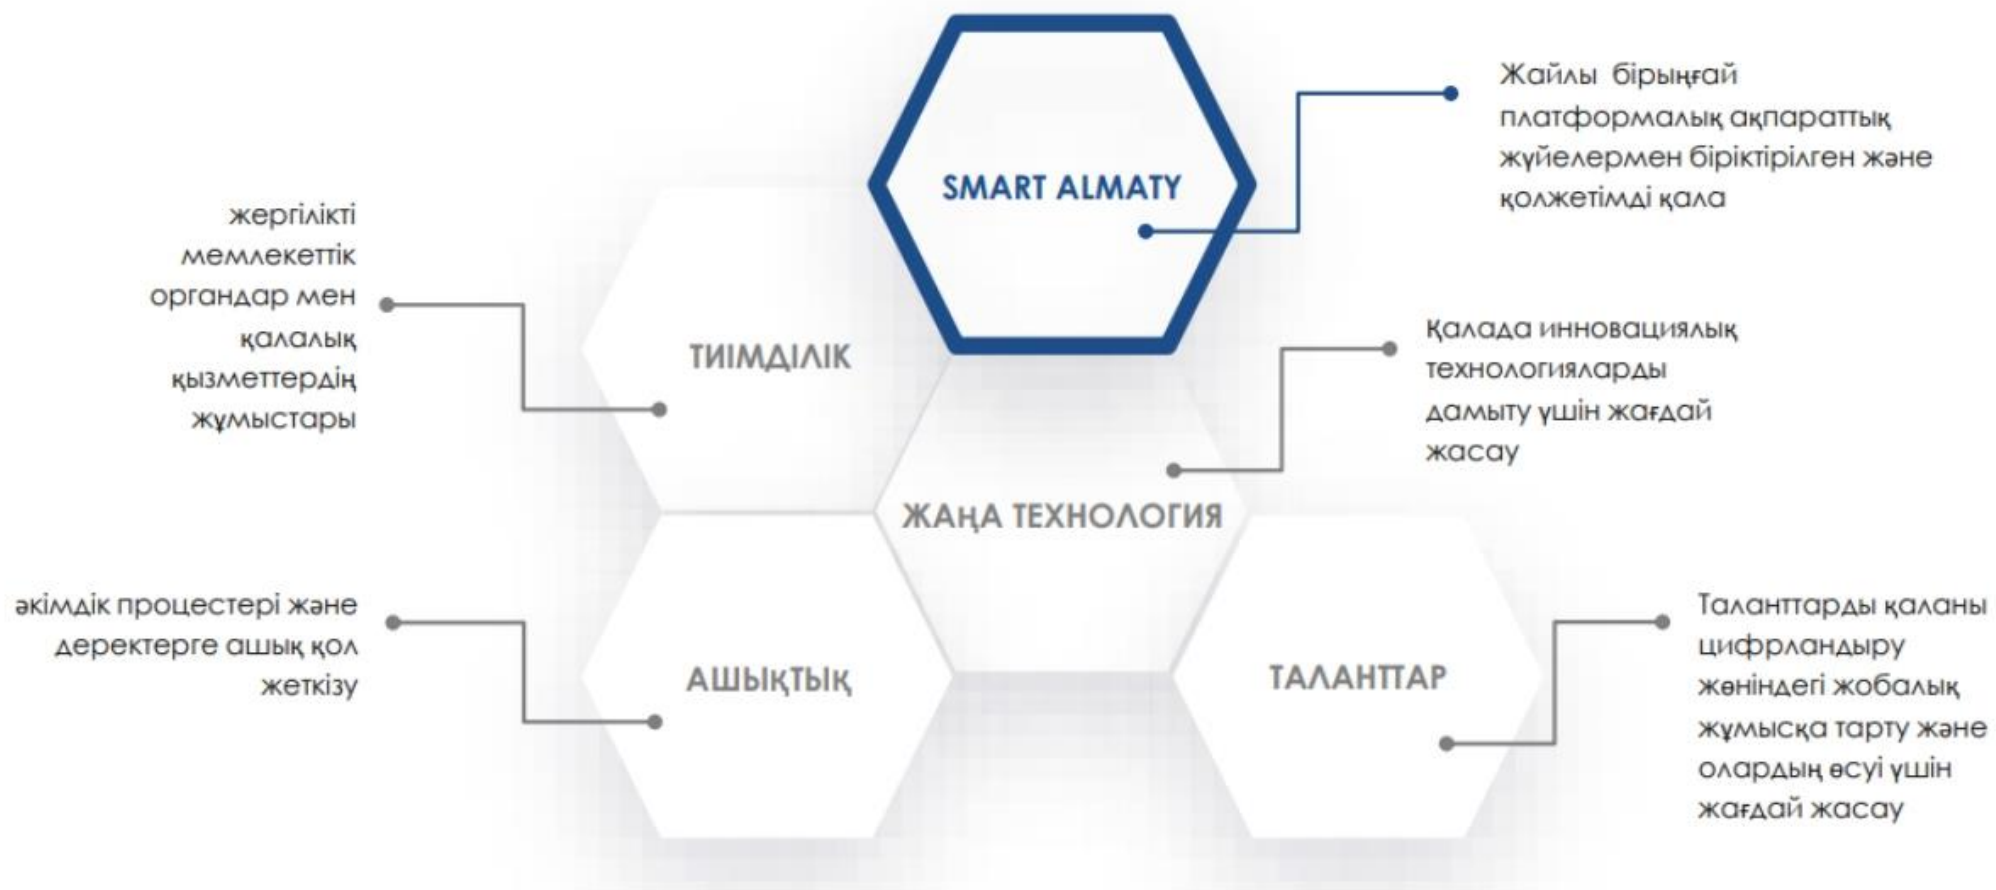 SMART ALMATY
Жайлы бірыңғай
платформалық ақпараттық
жүйелермен біріктірілген және
қолжетімді қала
жергілікті
мемлекеттік
органдар мен
қалалық
қызметтердің
жұмыстары
ТИІМДІЛІК
Қалада инновациялық
технологияларды
дамыту үшін жағдай
жасау
ЖАҢА ТЕХНОЛОГИЯ
әкімдік процестері және
деректерге ашық қол
жеткізу
АШЫҚТЫҚ
ТАЛАНТТАР
Таланттарды қаланы
цифрландыру
жөніндегі жобалық
жұмысқа тарту және
олардың өсуі үшін
жағдай жасау